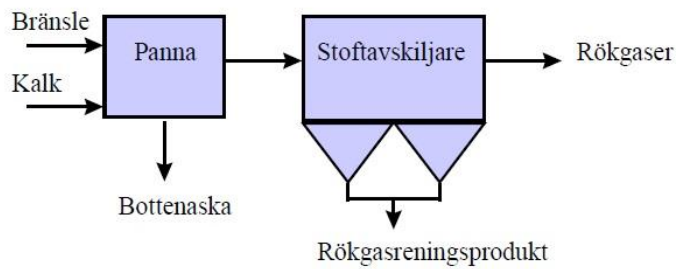 Bränsle
Panna
Stoftavskiljare
Rökgaser
Kalk
Bottenaska
Rökgasreningsprodukt